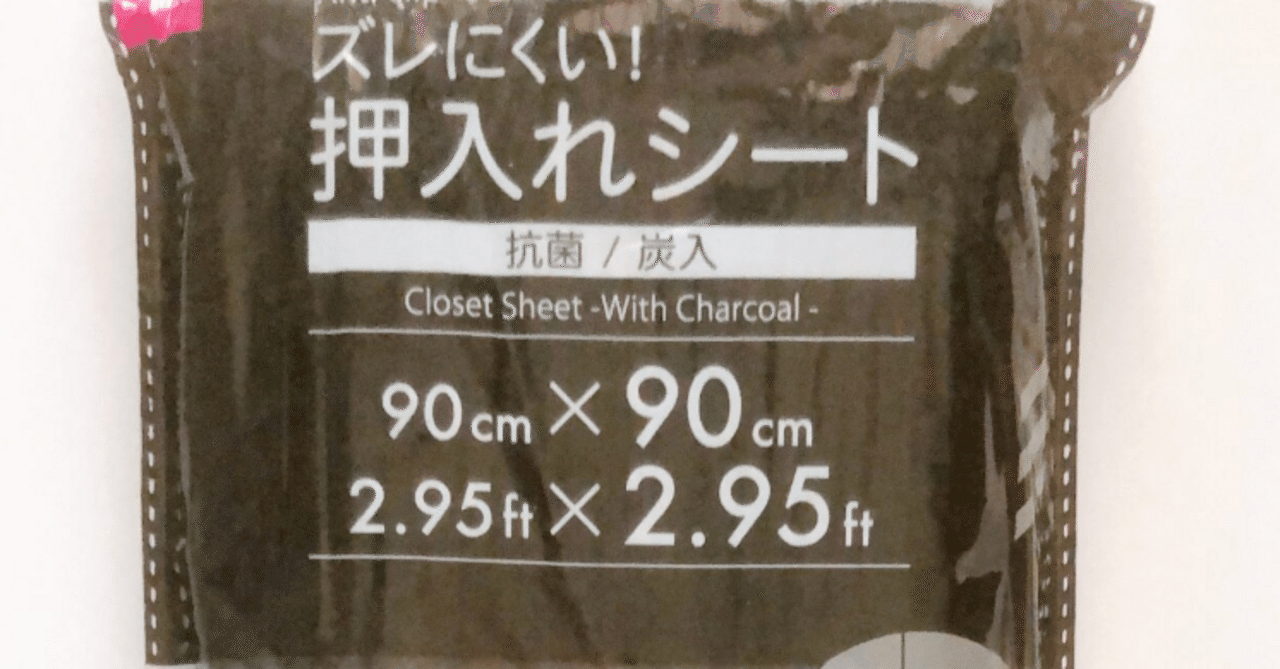 ズレにくい!
押入れシート
抗菌 / 炭入
Closet Sheet -With Charcoal -
90cm×90cm
2.95ft×2.95ft